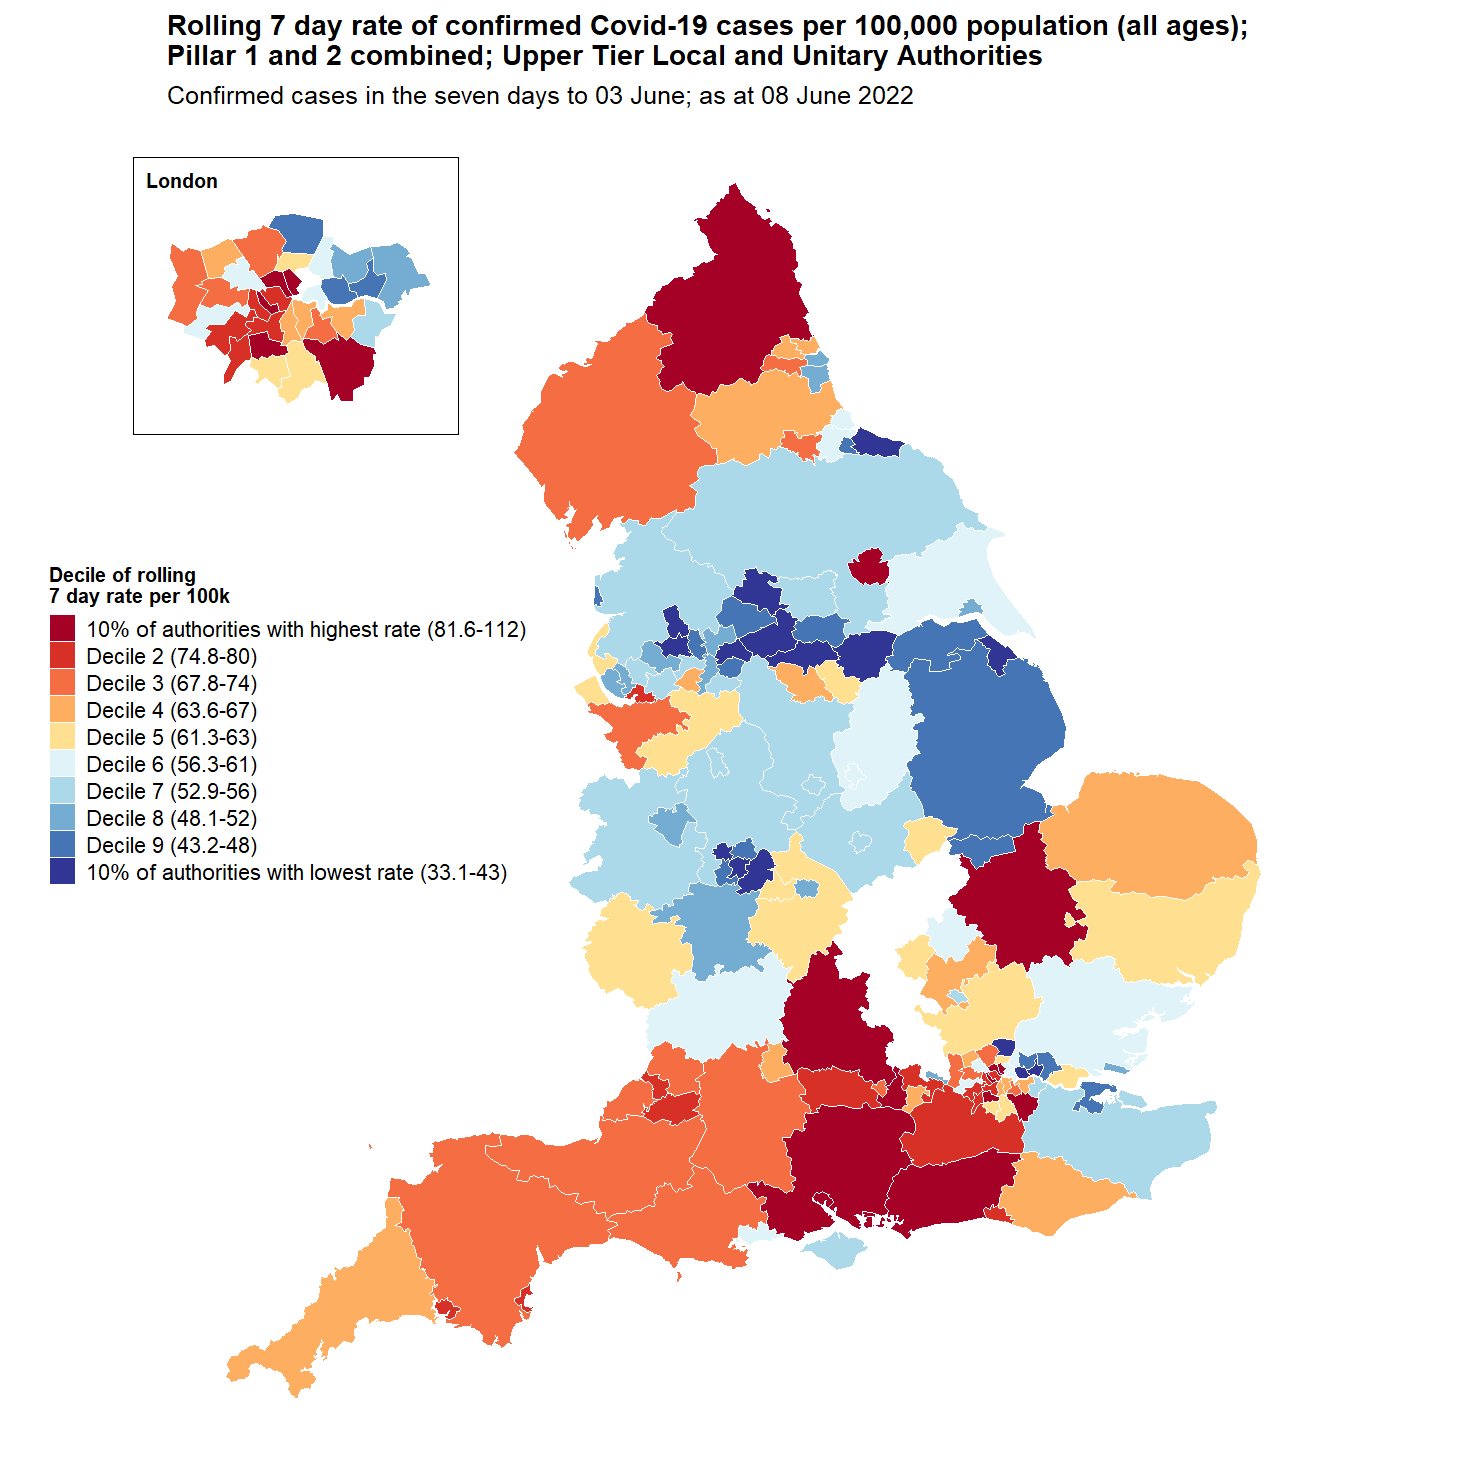 Rolling 7 day rate of confirmed Covid-19 cases per 100,000 population (all ages);
Pillar 1 and 2 combined; Upper Tier Local and Unitary Authorities
Confirmed cases in the seven days to 03 June; as at 08 June 2022
London
Decile of rolling
7 day rate per 100k
10% of authorities with highest rate (81.6-112)
Decile 2 (74.8-80)
Decile 3 (67.8-74)
Decile 4 (63.6-67)
Decile 5 (61.3-63)
Decile 6 (56.3-61)
Decile 7 (52.9-56)
Decile 8 (48.1-52)
Decile 9 (43.2-48)
10% of authorities with lowest rate (33.1-43)